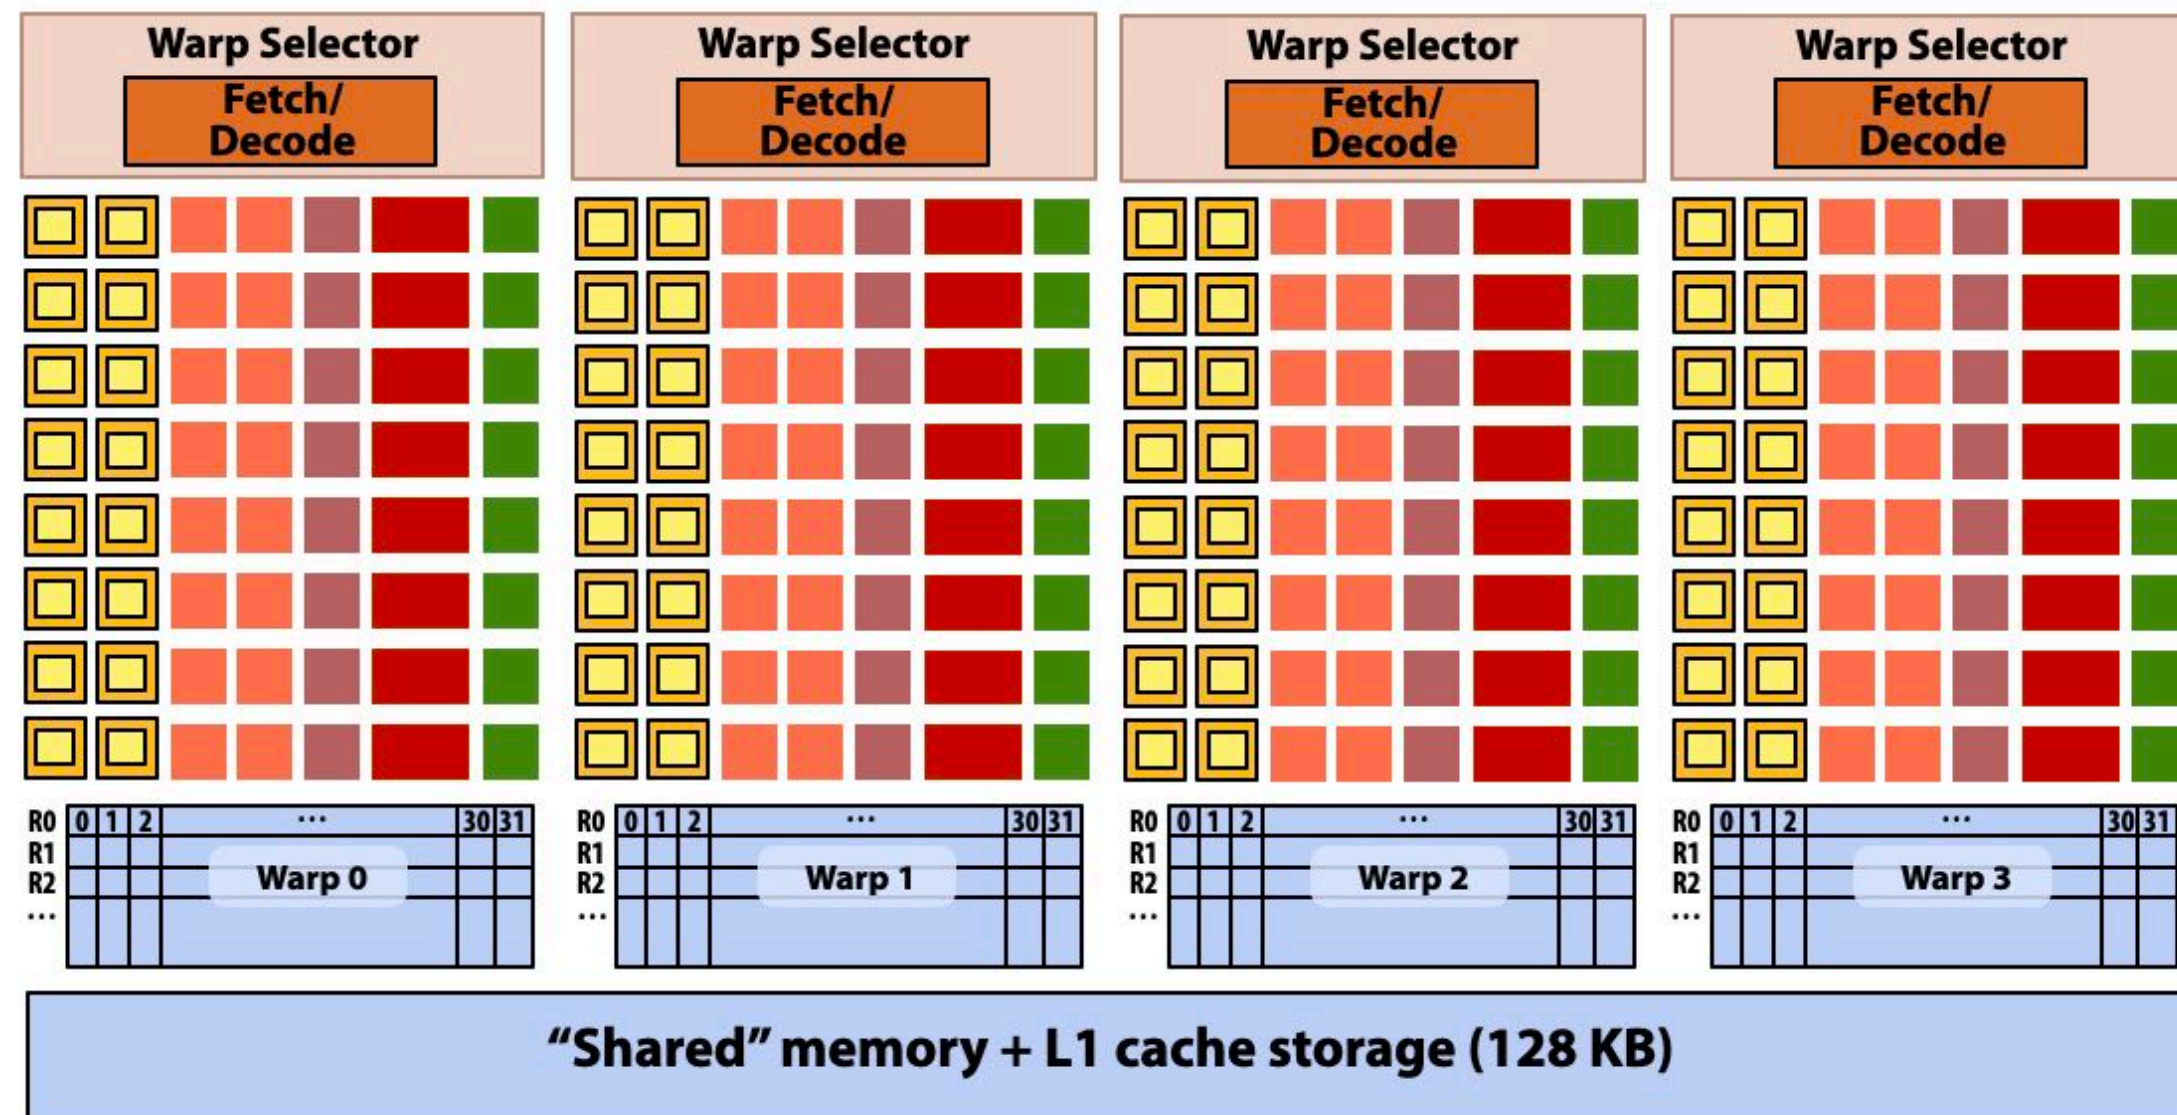 Warp Selector
Fetch/
Decode
Warp Selector
Fetch/
Decode
Warp Selector
Fetch/
Decode
Warp Selector
Fetch/
Decode
R0 0 1 2 ... 30 31
R1
R2 Warp 0
...
R0 0 1 2 ... 30 31
R1
R2 Warp 1
...
R0 0 1 2 ... 30 31
R1
R2 Warp 2
...
R0 0 1 2 ... 30 31
R1
R2 Warp 3
...
“Shared” memory + L1 cache storage (128 KB)